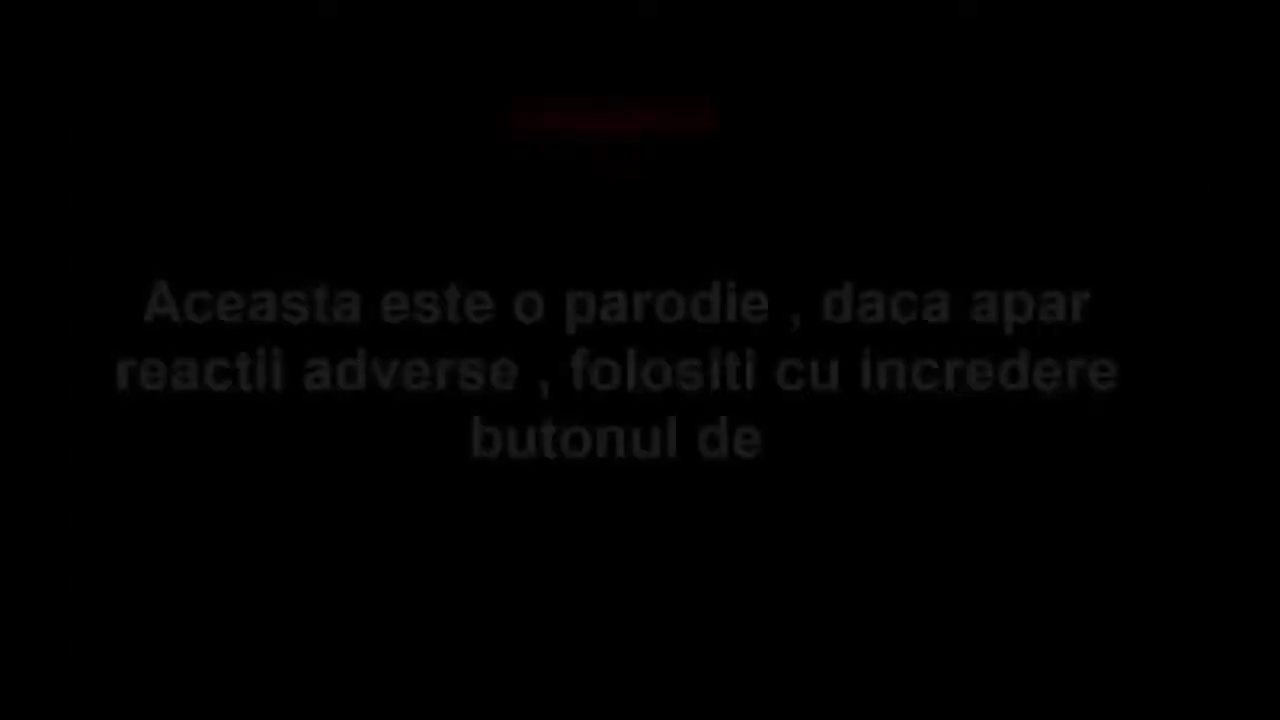 Aceasta este o parodie , daca apar
reactii adverse , folositi cu incredere
butonul de